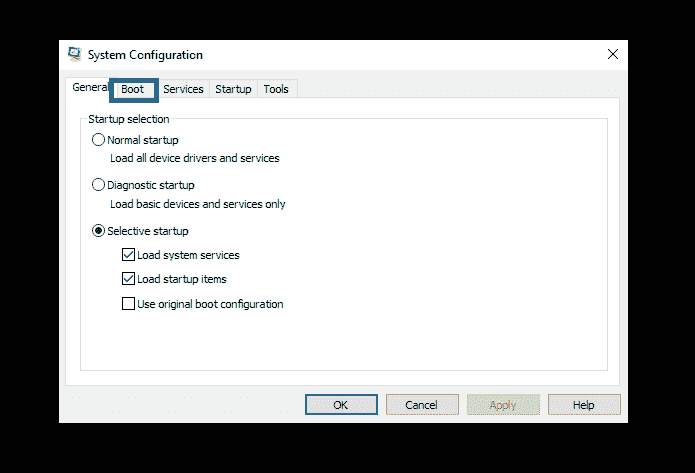 System Configuration
General Boot Services Startup Tools
Startup selection
Normal startup
Load all device drivers and services
Diagnostic startup
Load basic devices and services only
Selective startup
Load system services
Load startup items
Use original boot configuration
OK Cancel Apply Help